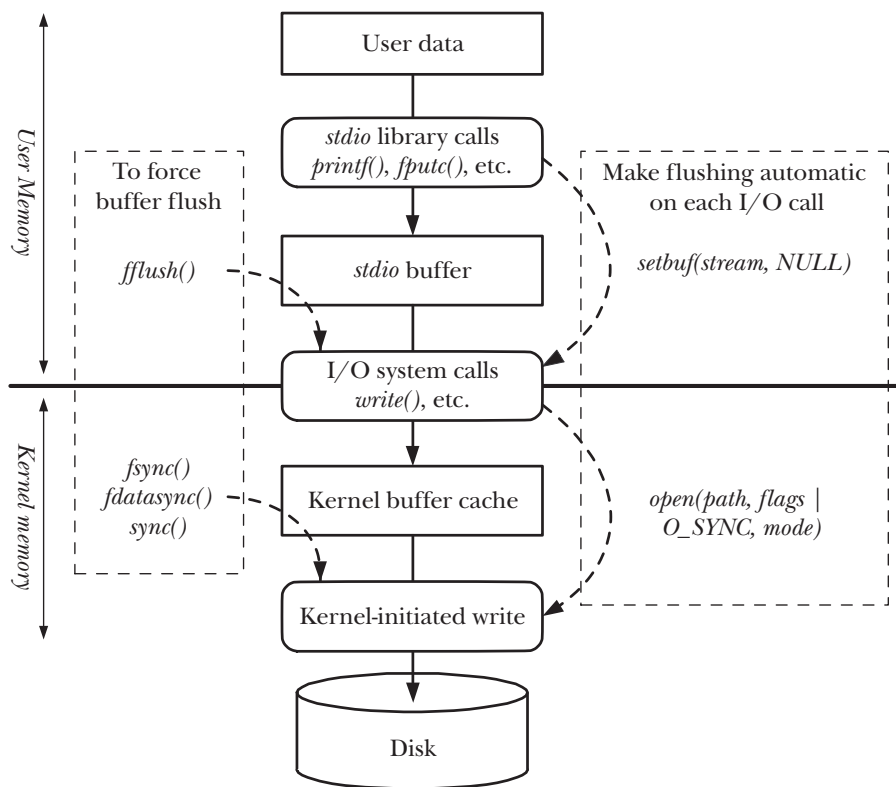 User data
User Memory
stdio library calls
printf(), fputc(), etc.
To force
buffer flush
Make flushing automatic
on each I/O call
fflush()
stdio buffer
setbuf(stream, NULL)
I/O system calls
write(), etc.
Kernel memory
fsync()
fdatasync()
sync()
Kernel buffer cache
open(path, flags |
O_SYNC, mode)
Kernel-initiated write
Disk